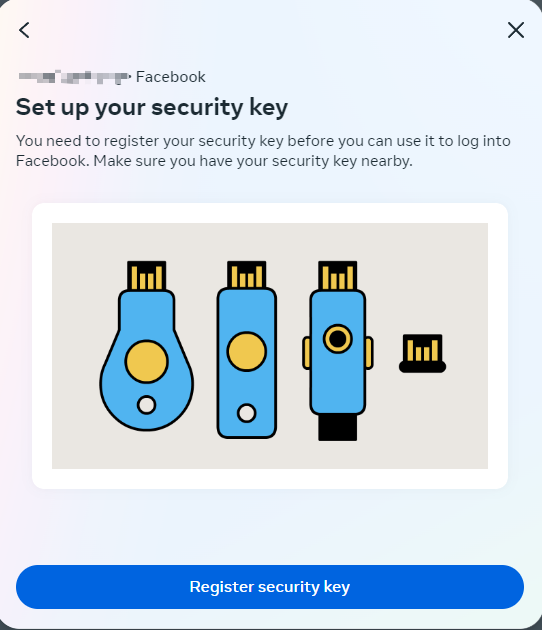 Facebook
Set up your security key
You need to register your security key before you can use it to log into
Facebook. Make sure you have your security key nearby.
Register security key